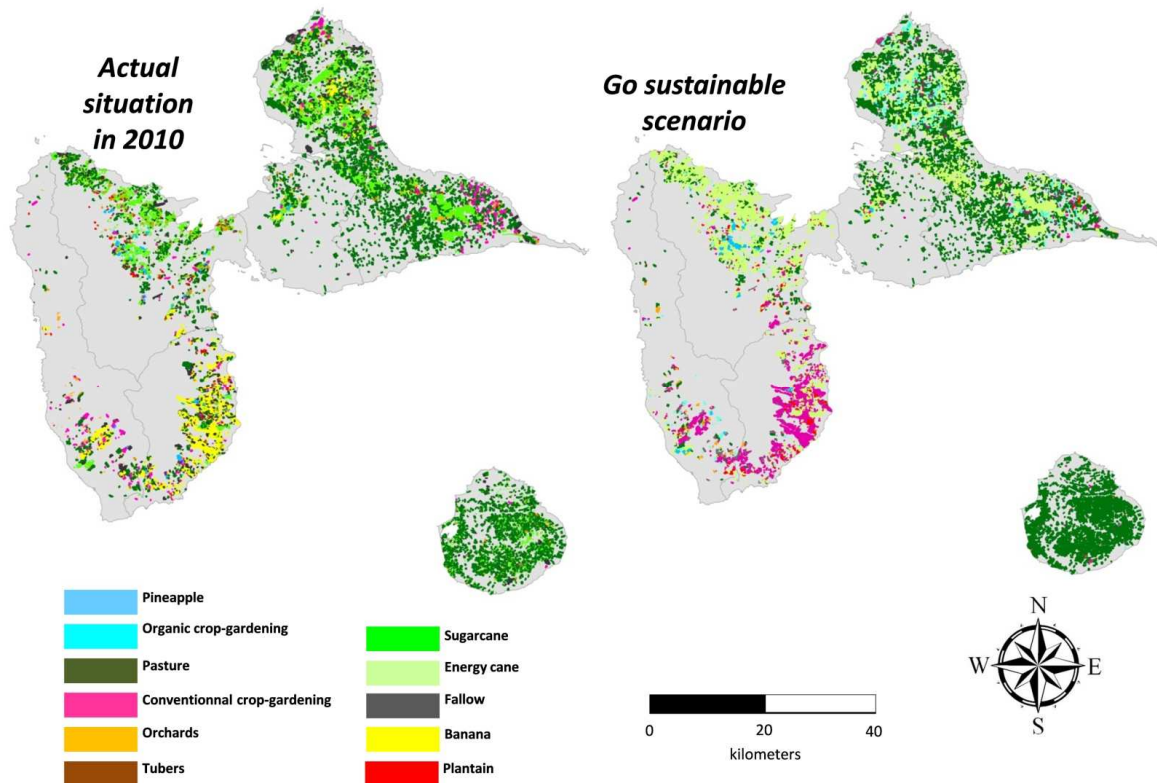 Actual
situation
in 2010
Go sustainable
scenario
Pineapple
Organic crop-gardening
Pasture
Conventionnal crop-gardening
Orchards
Tubers
Sugarcane
Energy cane
Fallow
Banana
Plantain
0 20 40
kilometers
N
W E
S